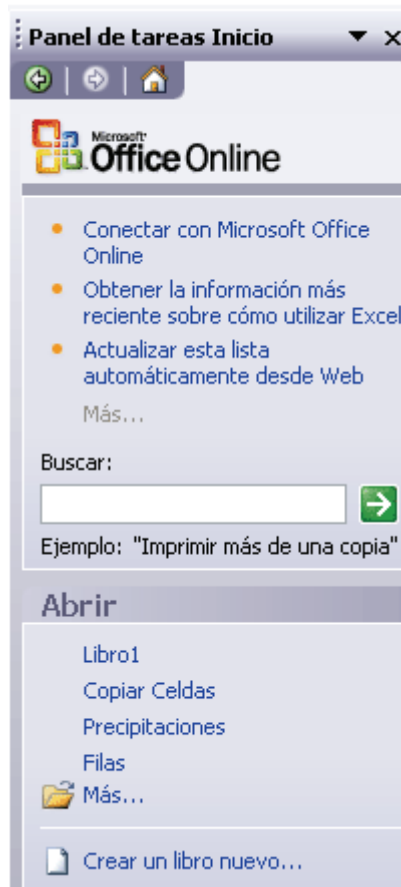 Panel de tareas Inicio
Microsoft
Office Online
Conectar con Microsoft Office
Online
Obtener la información más
reciente sobre cómo utilizar Excel
Actualizar esta lista
automáticamente desde Web
Más...
Buscar:
Ejemplo: "Imprimir más de una copia"
Abrir
Libro1
Copiar Celdas
Precipitaciones
Filas
Más...
Crear un libro nuevo...